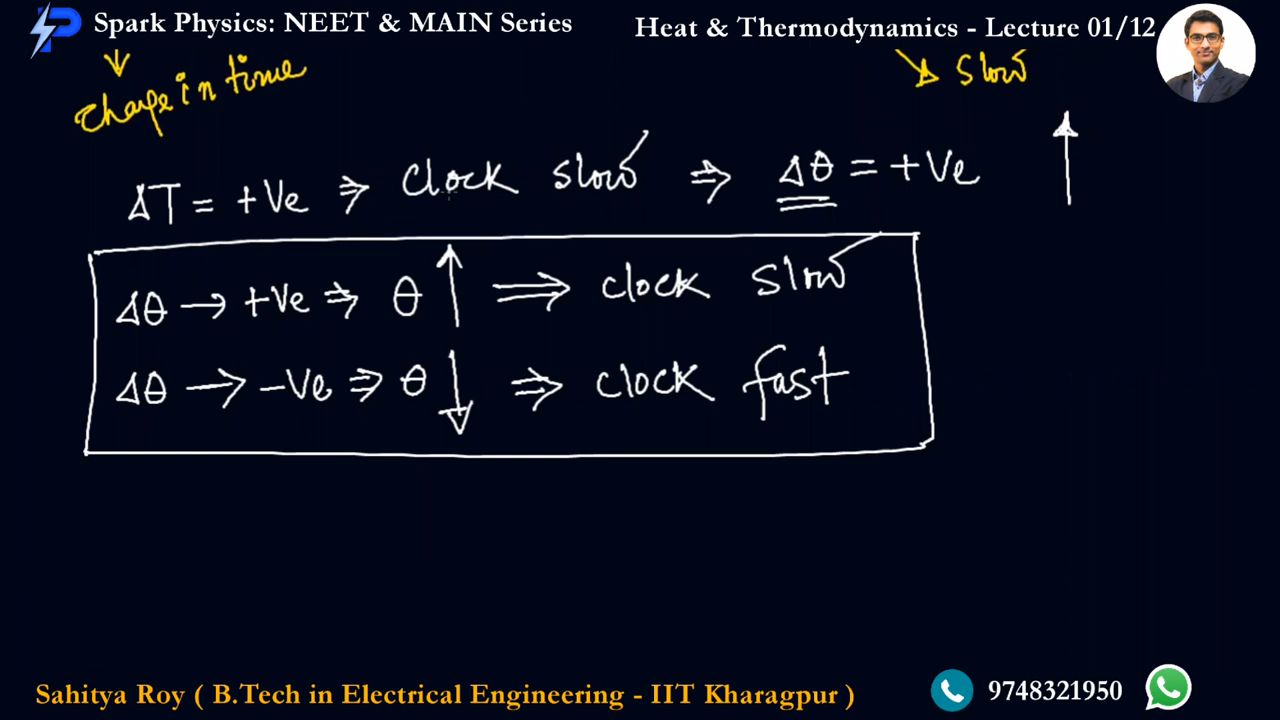 Spark Physics: NEET & MAIN Series
Heat & Thermodynamics - Lecture 01/12
change in time
slow
ΔT = +Ve ⇒ clock slow ⇒ Δθ = +Ve ↑
Δθ → +Ve ⇒ θ ↑ ⟹ clock slow
Δθ → -Ve ⇒ θ ↓ ⇒ clock fast
Sahitya Roy ( B.Tech in Electrical Engineering - IIT Kharagpur )
9748321950